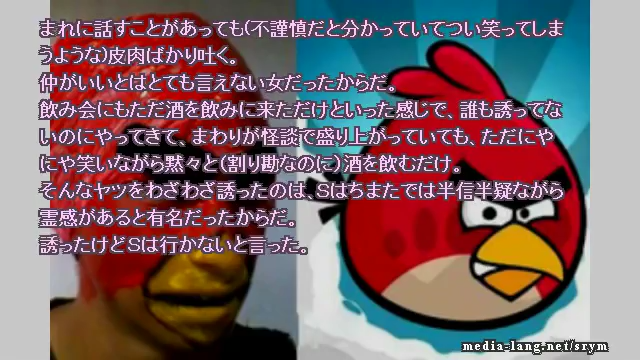 まれに話すことがあっても(不謹慎だと分かっていてつい笑ってしま
うような)皮肉ばかり吐く。
仲がいいとはとても言えない女だったからだ。
飲み会にもただ酒を飲みに来ただけといった感じで、誰も誘ってな
いのにやってきて、まわりが怪談で盛り上がっていても、ただにや
にや笑いながら黙々と(割り勘なのに)酒を飲むだけ。
そんなヤツをわざわざ誘ったのは、Sはちまたでは半信半疑ながら
霊感があると有名だったからだ。
誘ったけどSは行かないと言った。
media-lang.net/srym